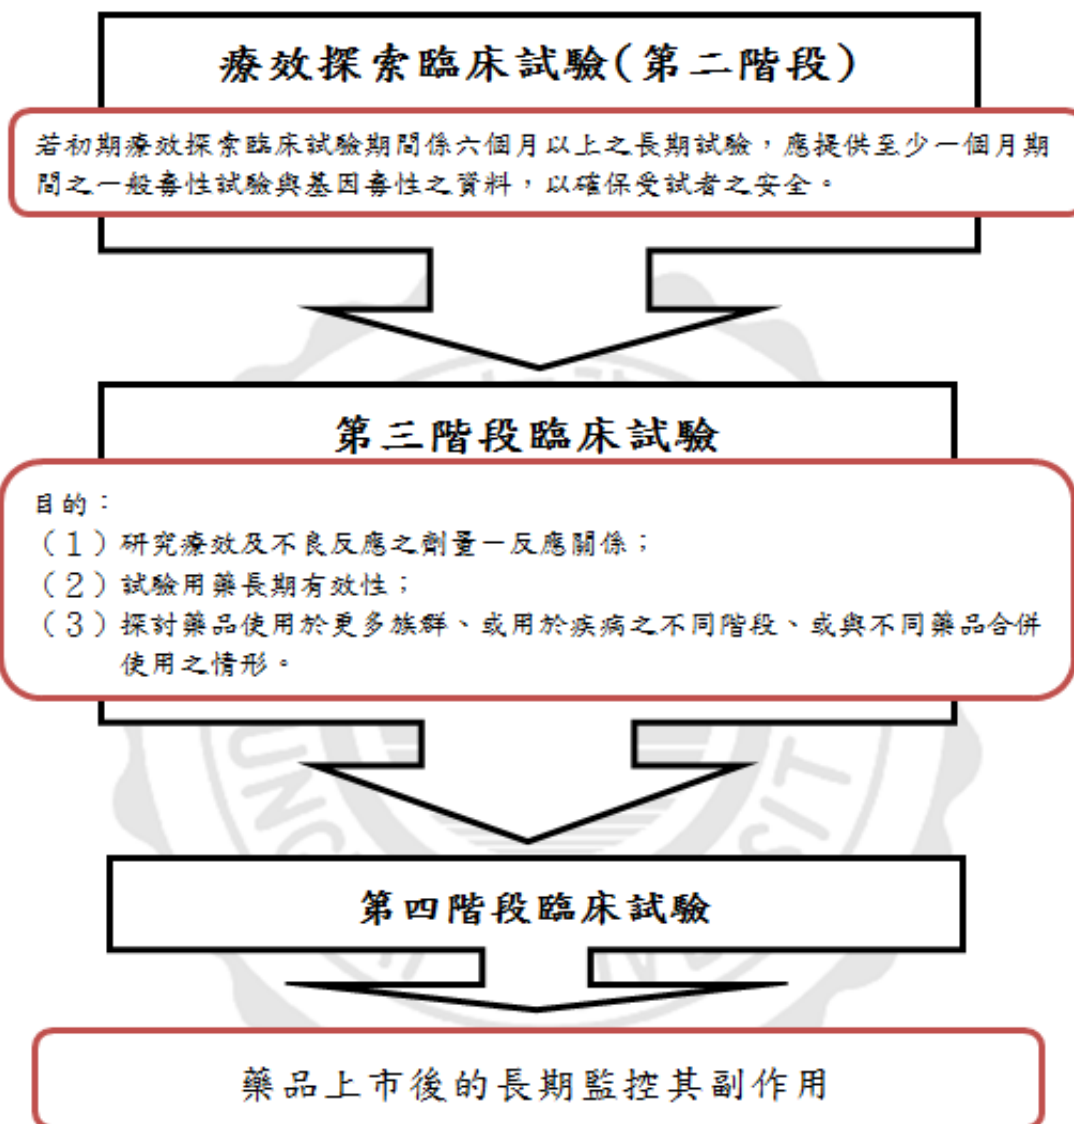 療效探索臨床試驗(第二階段)
若初期療效探索臨床試驗期間係六個月以上之長期試驗，應提供至少一個月期
間之一般毒性試驗與基因毒性之資料，以確保受試者之安全。
第三階段臨床試驗
目的：
（１）研究療效及不良反應之劑量－反應關係；
（２）試驗用藥長期有效性；
（３）探討藥品使用於更多族群、或用於疾病之不同階段、或與不同藥品合併
使用之情形。
第四階段臨床試驗
藥品上市後的長期監控其副作用